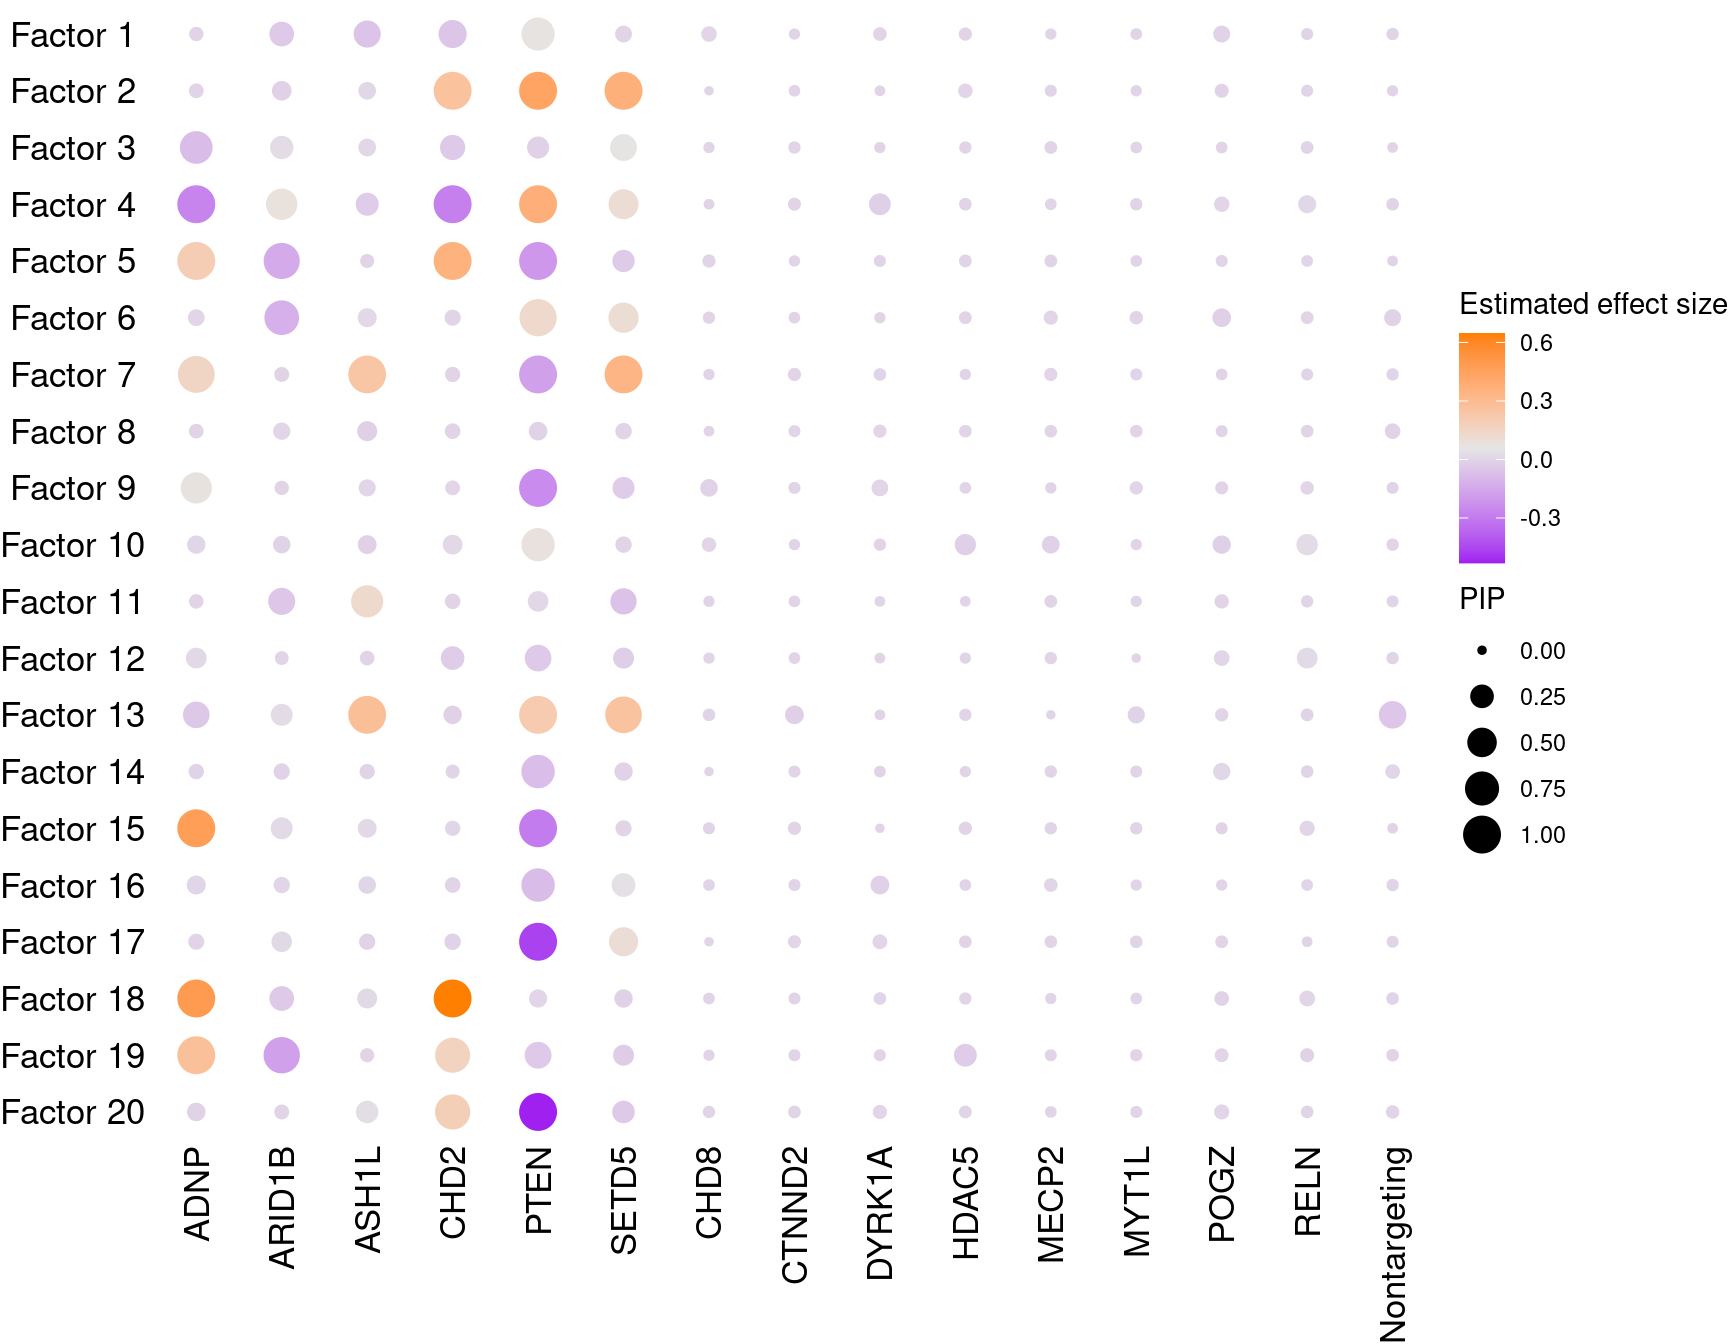 Factor 1
Factor 2
Factor 3
Factor 4
Factor 5
Factor 6
Factor 7
Factor 8
Factor 9
Factor 10
Factor 11
Factor 12
Factor 13
Factor 14
Factor 15
Factor 16
Factor 17
Factor 18
Factor 19
Factor 20
ADNP
ARID1B
ASH1L
CHD2
PTEN
SETD5
CHD8
CTNND2
DYRK1A
HDAC5
MECP2
MYT1L
POGZ
RELN
Nontargeting
Estimated effect size
0.6
0.3
0.0
-0.3
PIP
0.00
0.25
0.50
0.75
1.00